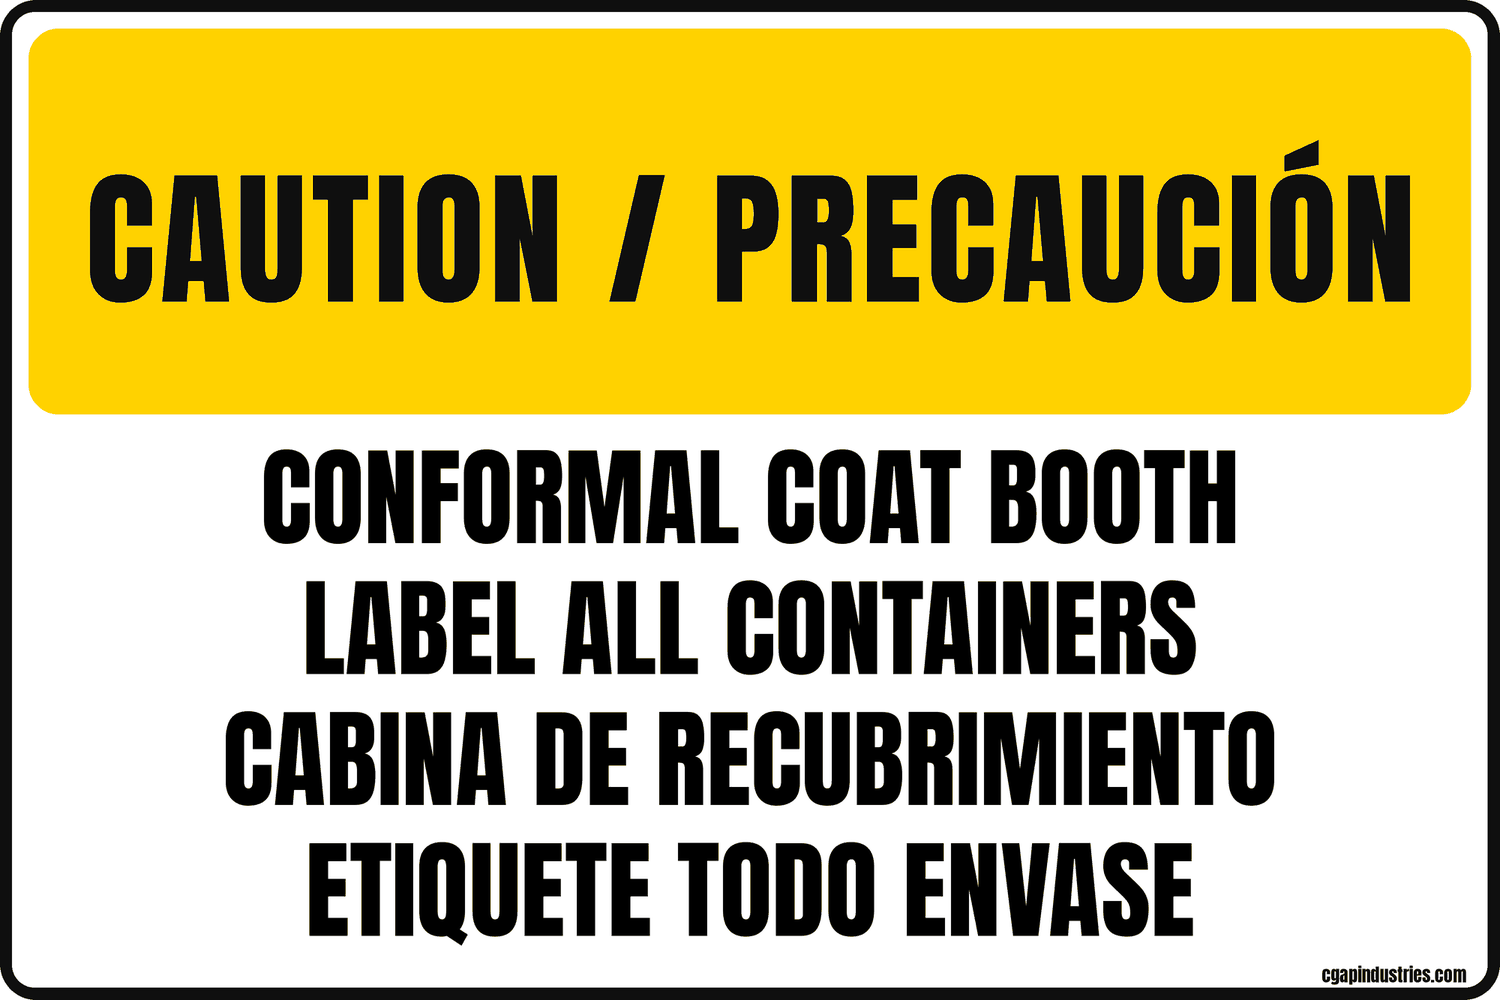 CAUTION / PRECAUCIÓN
CONFORMAL COAT BOOTH
LABEL ALL CONTAINERS
CABINA DE RECUBRIMIENTO
ETIQUETE TODO ENVASE
cgapindustries.com